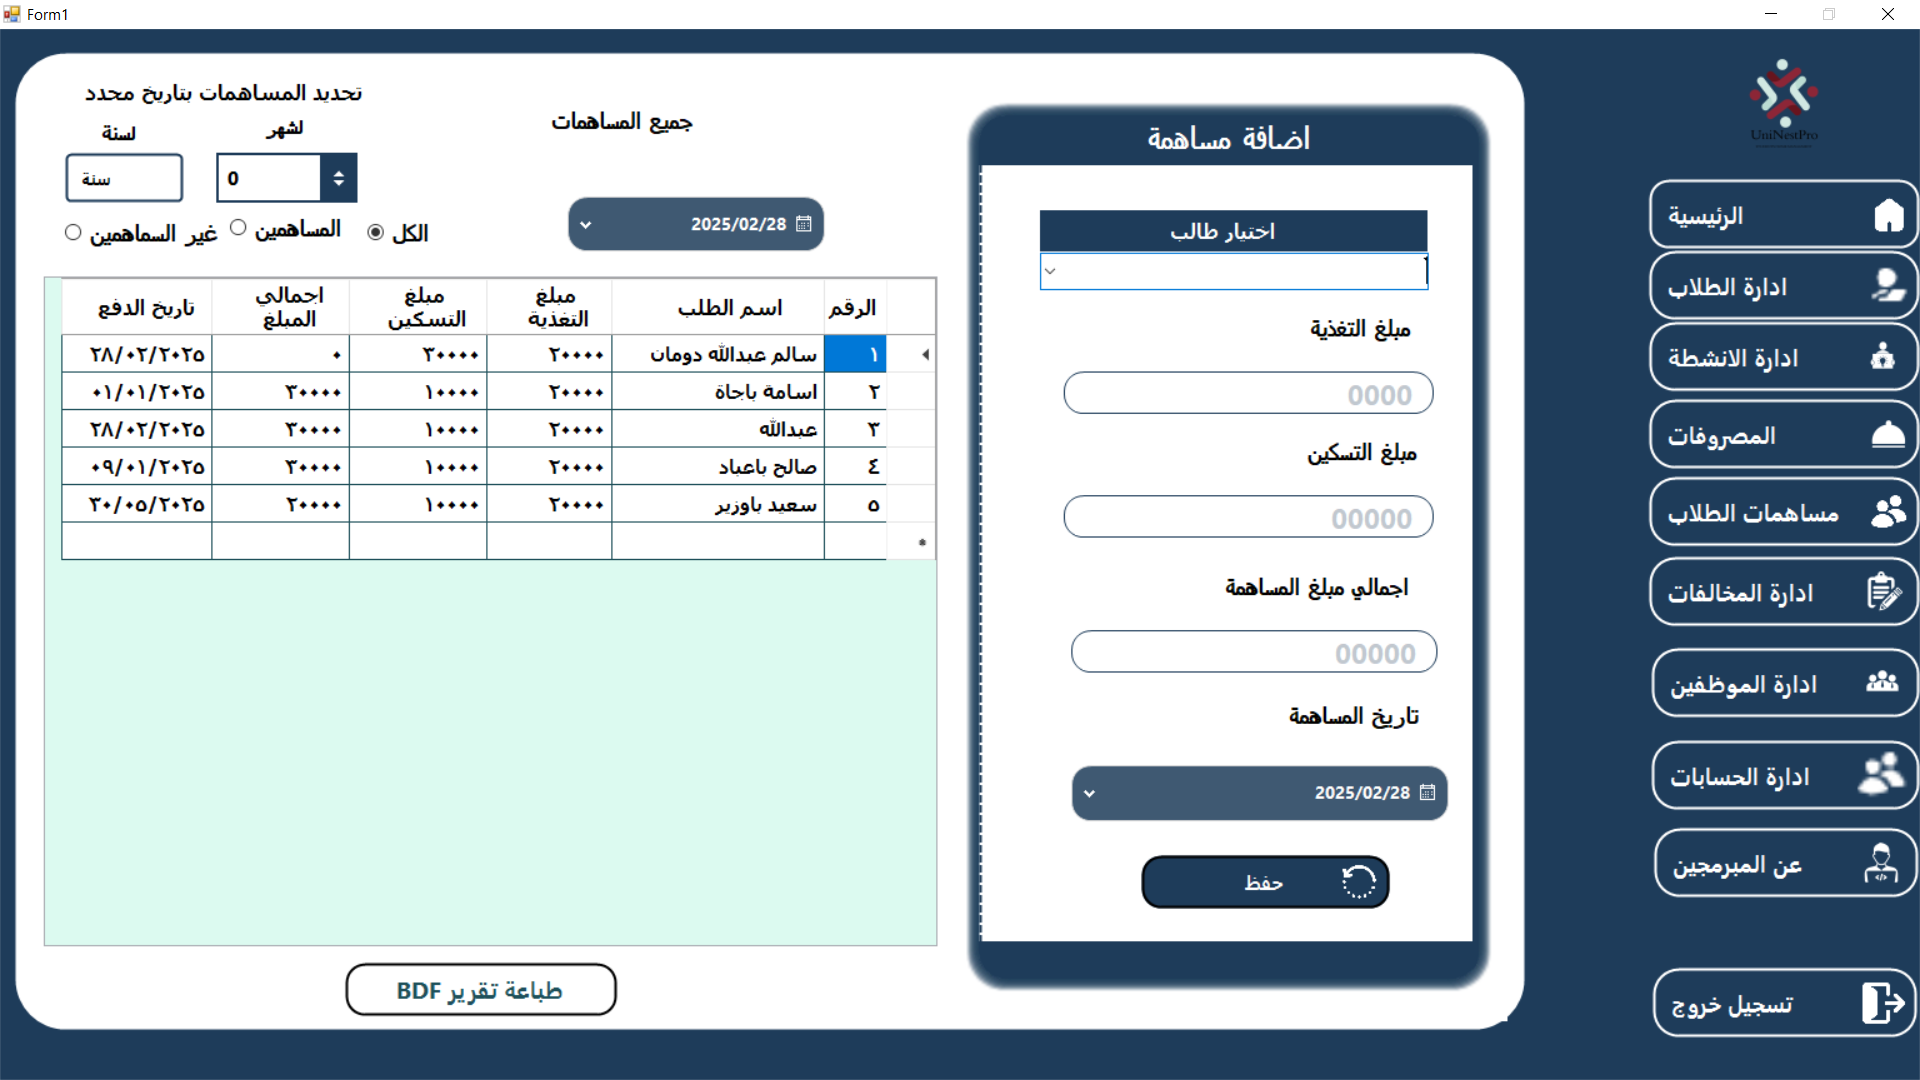 Form1
UniNestPro
الرئيسية
ادارة الطلاب
ادارة الانشطة
المصروفات
مساهمات الطلاب
ادارة المخالفات
ادارة الموظفين
ادارة الحسابات
عن المبرمجين
تسجيل خروج
اضافة مساهمة
اختيار طالب
مبلغ التغذية
0000
مبلغ التسكين
00000
اجمالي مبلغ المساهمة
00000
تاريخ المساهمة
2025/02/28
حفظ
جميع المساهمات
2025/02/28
تحديد المساهمات بتاريخ محدد
لشهر لسنة
0 سنة
الكل المساهمين غير السماهمين
الرقم اسم الطلب مبلغ التغذية مبلغ التسكين اجمالي المبلغ تاريخ الدفع
١ سالم عبدالله دومان ٢٠٠٠٠ ٣٠٠٠٠ ٠ ٢٨/٠٢/٢٠٢٥
٢ اسامة باجاة ٢٠٠٠٠ ١٠٠٠٠ ٣٠٠٠٠ ٠١/٠١/٢٠٢٥
٣ عبدالله ٢٠٠٠٠ ١٠٠٠٠ ٣٠٠٠٠ ٢٨/٠٢/٢٠٢٥
٤ صالح باعباد ٢٠٠٠٠ ١٠٠٠٠ ٣٠٠٠٠ ٠٩/٠١/٢٠٢٥
٥ سعيد باوزير ٢٠٠٠٠ ١٠٠٠٠ ٢٠٠٠٠ ٣٠/٠٥/٢٠٢٥
طباعة تقرير BDF